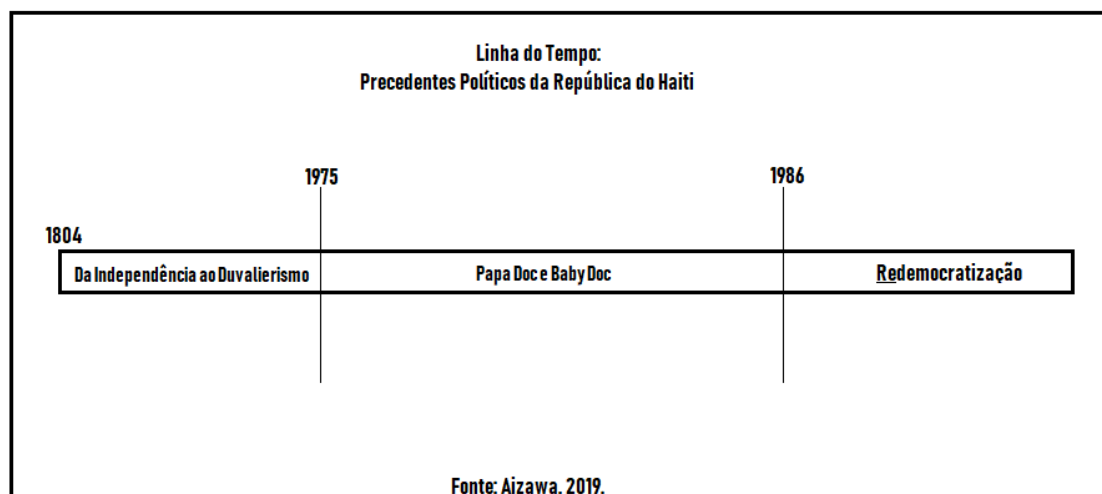 Linha do Tempo:
Precedentes Políticos da República do Haiti
1975
1986
1804
Da Independência ao Duvalierismo
Papa Doc e Baby Doc
Redemocratização
Fonte: Aizawa, 2019.